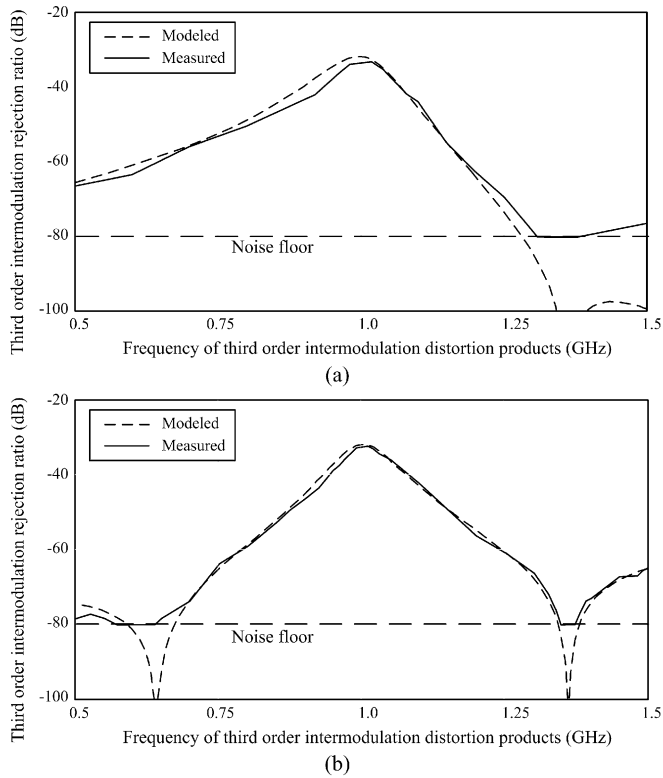 Third order intermodulation rejection ratio (dB)
-20
-40
-60
-80
-100
Modeled
Measured
Noise floor
0.5
0.75
1.0
1.25
1.5
Frequency of third order intermodulation distortion products (GHz)
(a)
Third order intermodulation rejection ratio (dB)
-20
-40
-60
-80
-100
Modeled
Measured
Noise floor
0.5
0.75
1.0
1.25
1.5
Frequency of third order intermodulation distortion products (GHz)
(b)